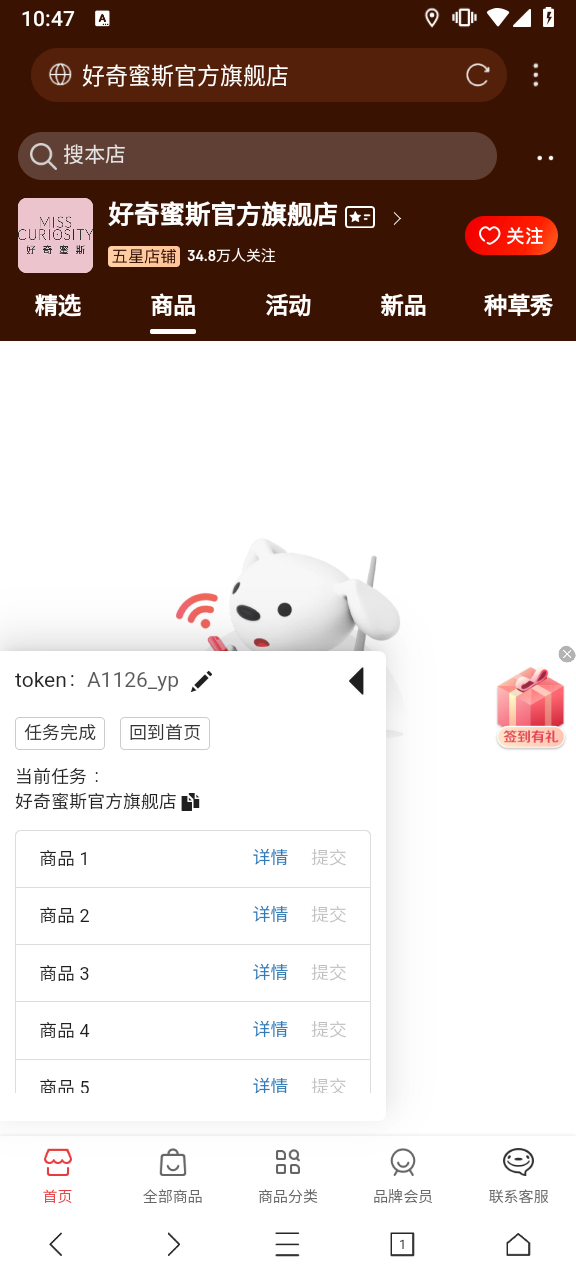 10:47
A
好奇蜜斯官方旗舰店
搜本店
MISS
CURIOSITY
好奇蜜斯
好奇蜜斯官方旗舰店
五星店铺 34.8万人关注
关注
精选 商品 活动 新品 种草秀
token： A1126_yp
任务完成 回到首页
当前任务：
好奇蜜斯官方旗舰店
商品 1 详情 提交
商品 2 详情 提交
商品 3 详情 提交
商品 4 详情 提交
商品 5 详情 提交
签到有礼
首页 全部商品 商品分类 品牌会员 联系客服
1